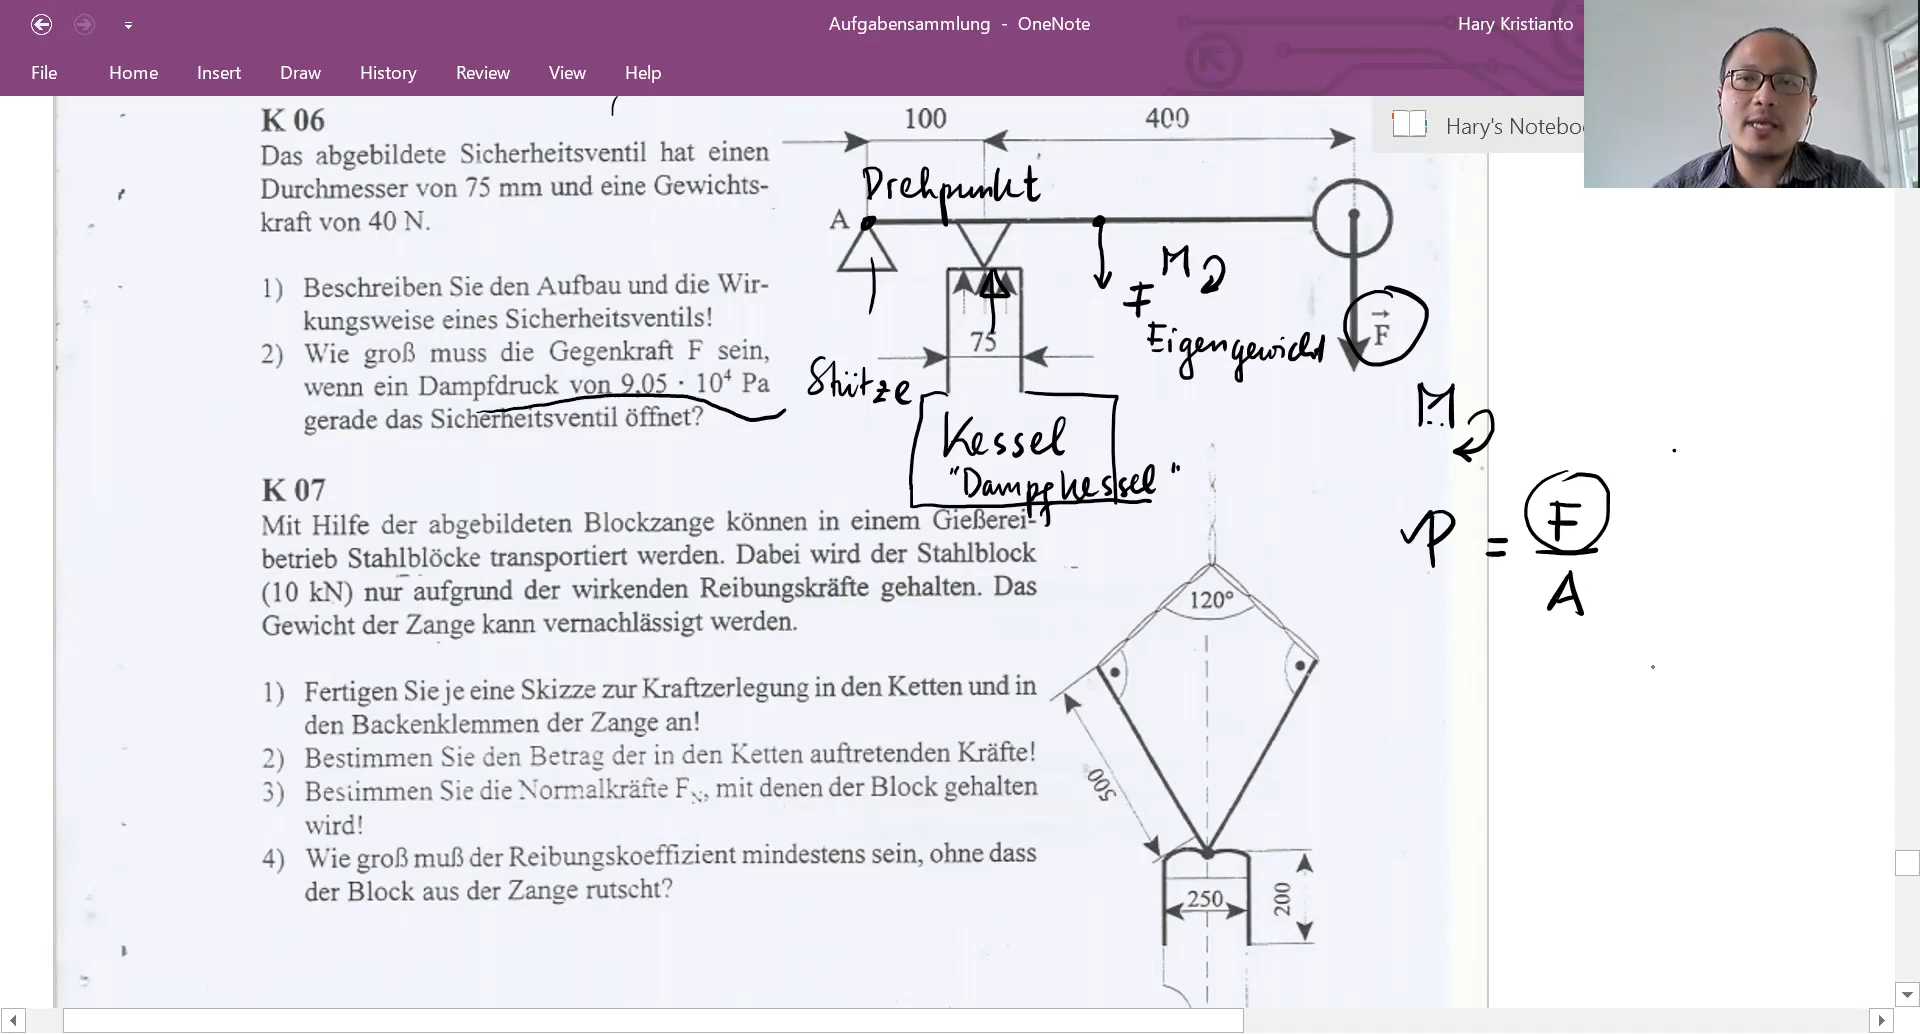 Aufgabensammlung - OneNote
Hary Kristianto
File Home Insert Draw History Review View Help
Hary's Notebo
K 06
Das abgebildete Sicherheitsventil hat einen
Durchmesser von 75 mm und eine Gewichts-
kraft von 40 N.
1) Beschreiben Sie den Aufbau und die Wir-
kungsweise eines Sicherheitsventils!
2) Wie groß muss die Gegenkraft F sein,
wenn ein Dampfdruck von 9,05 · 10⁴ Pa
gerade das Sicherheitsventil öffnet?
100
400
Drehpunkt
A
M
F
Eigengewicht
F
75
Stütze
Kessel
"Dampfkessel"
M
P = F
A
K 07
Mit Hilfe der abgebildeten Blockzange können in einem Gießerei-
betrieb Stahlblöcke transportiert werden. Dabei wird der Stahlblock
(10 kN) nur aufgrund der wirkenden Reibungskräfte gehalten. Das
Gewicht der Zange kann vernachlässigt werden.
1) Fertigen Sie je eine Skizze zur Kraftzerlegung in den Ketten und in
den Backenklemmen der Zange an!
2) Bestimmen Sie den Betrag der in den Ketten auftretenden Kräfte!
3) Bestimmen Sie die Normalkräfte F_N, mit denen der Block gehalten
wird!
4) Wie groß muß der Reibungskoeffizient mindestens sein, ohne dass
der Block aus der Zange rutscht?
120°
500
250
200